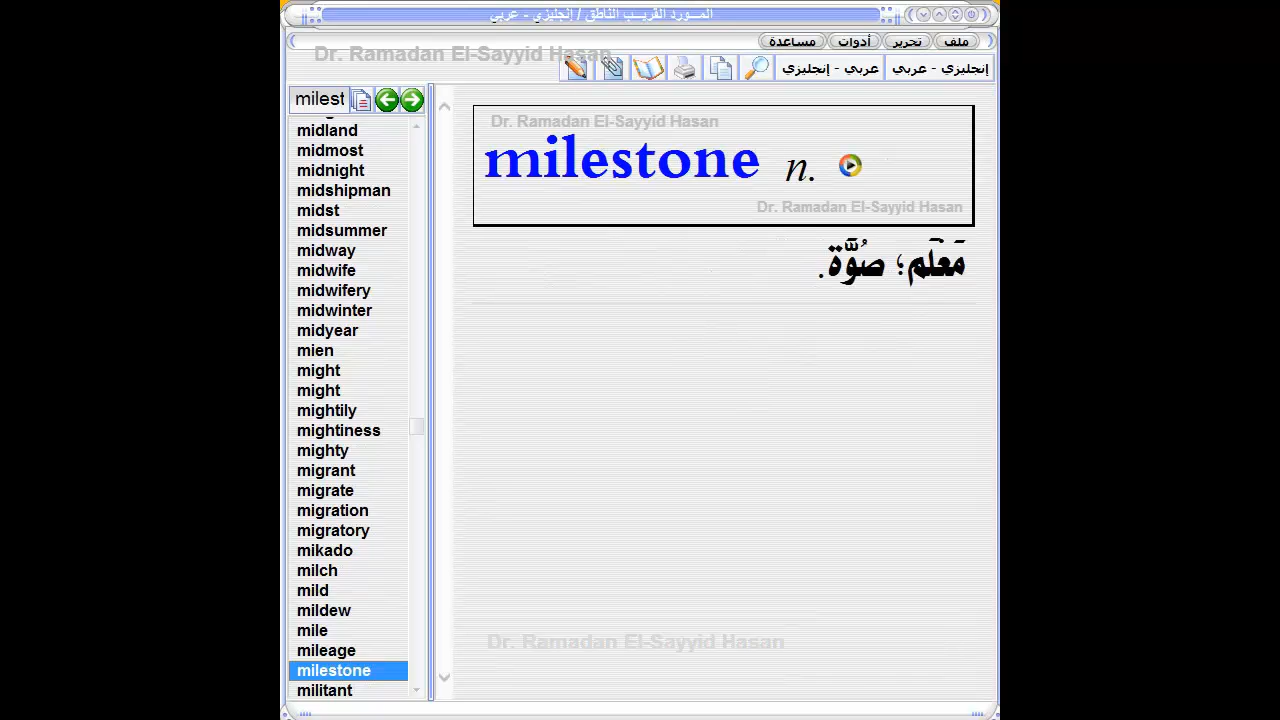 المـــورد القريـــب الناطق / إنجليزي - عربي
ملف
تحرير
أدوات
مساعدة
Dr. Ramadan El-Sayyid Hasan
إنجليزي - عربي
عربي - إنجليزي
milest
midland
midmost
midnight
midshipman
midst
midsummer
midway
midwife
midwifery
midwinter
midyear
mien
might
might
mightily
mightiness
mighty
migrant
migrate
migration
migratory
mikado
milch
mild
mildew
mile
mileage
milestone
militant
Dr. Ramadan El-Sayyid Hasan
milestone n.
Dr. Ramadan El-Sayyid Hasan
مَعْلَم؛ صُوَّة.
Dr. Ramadan El-Sayyid Hasan